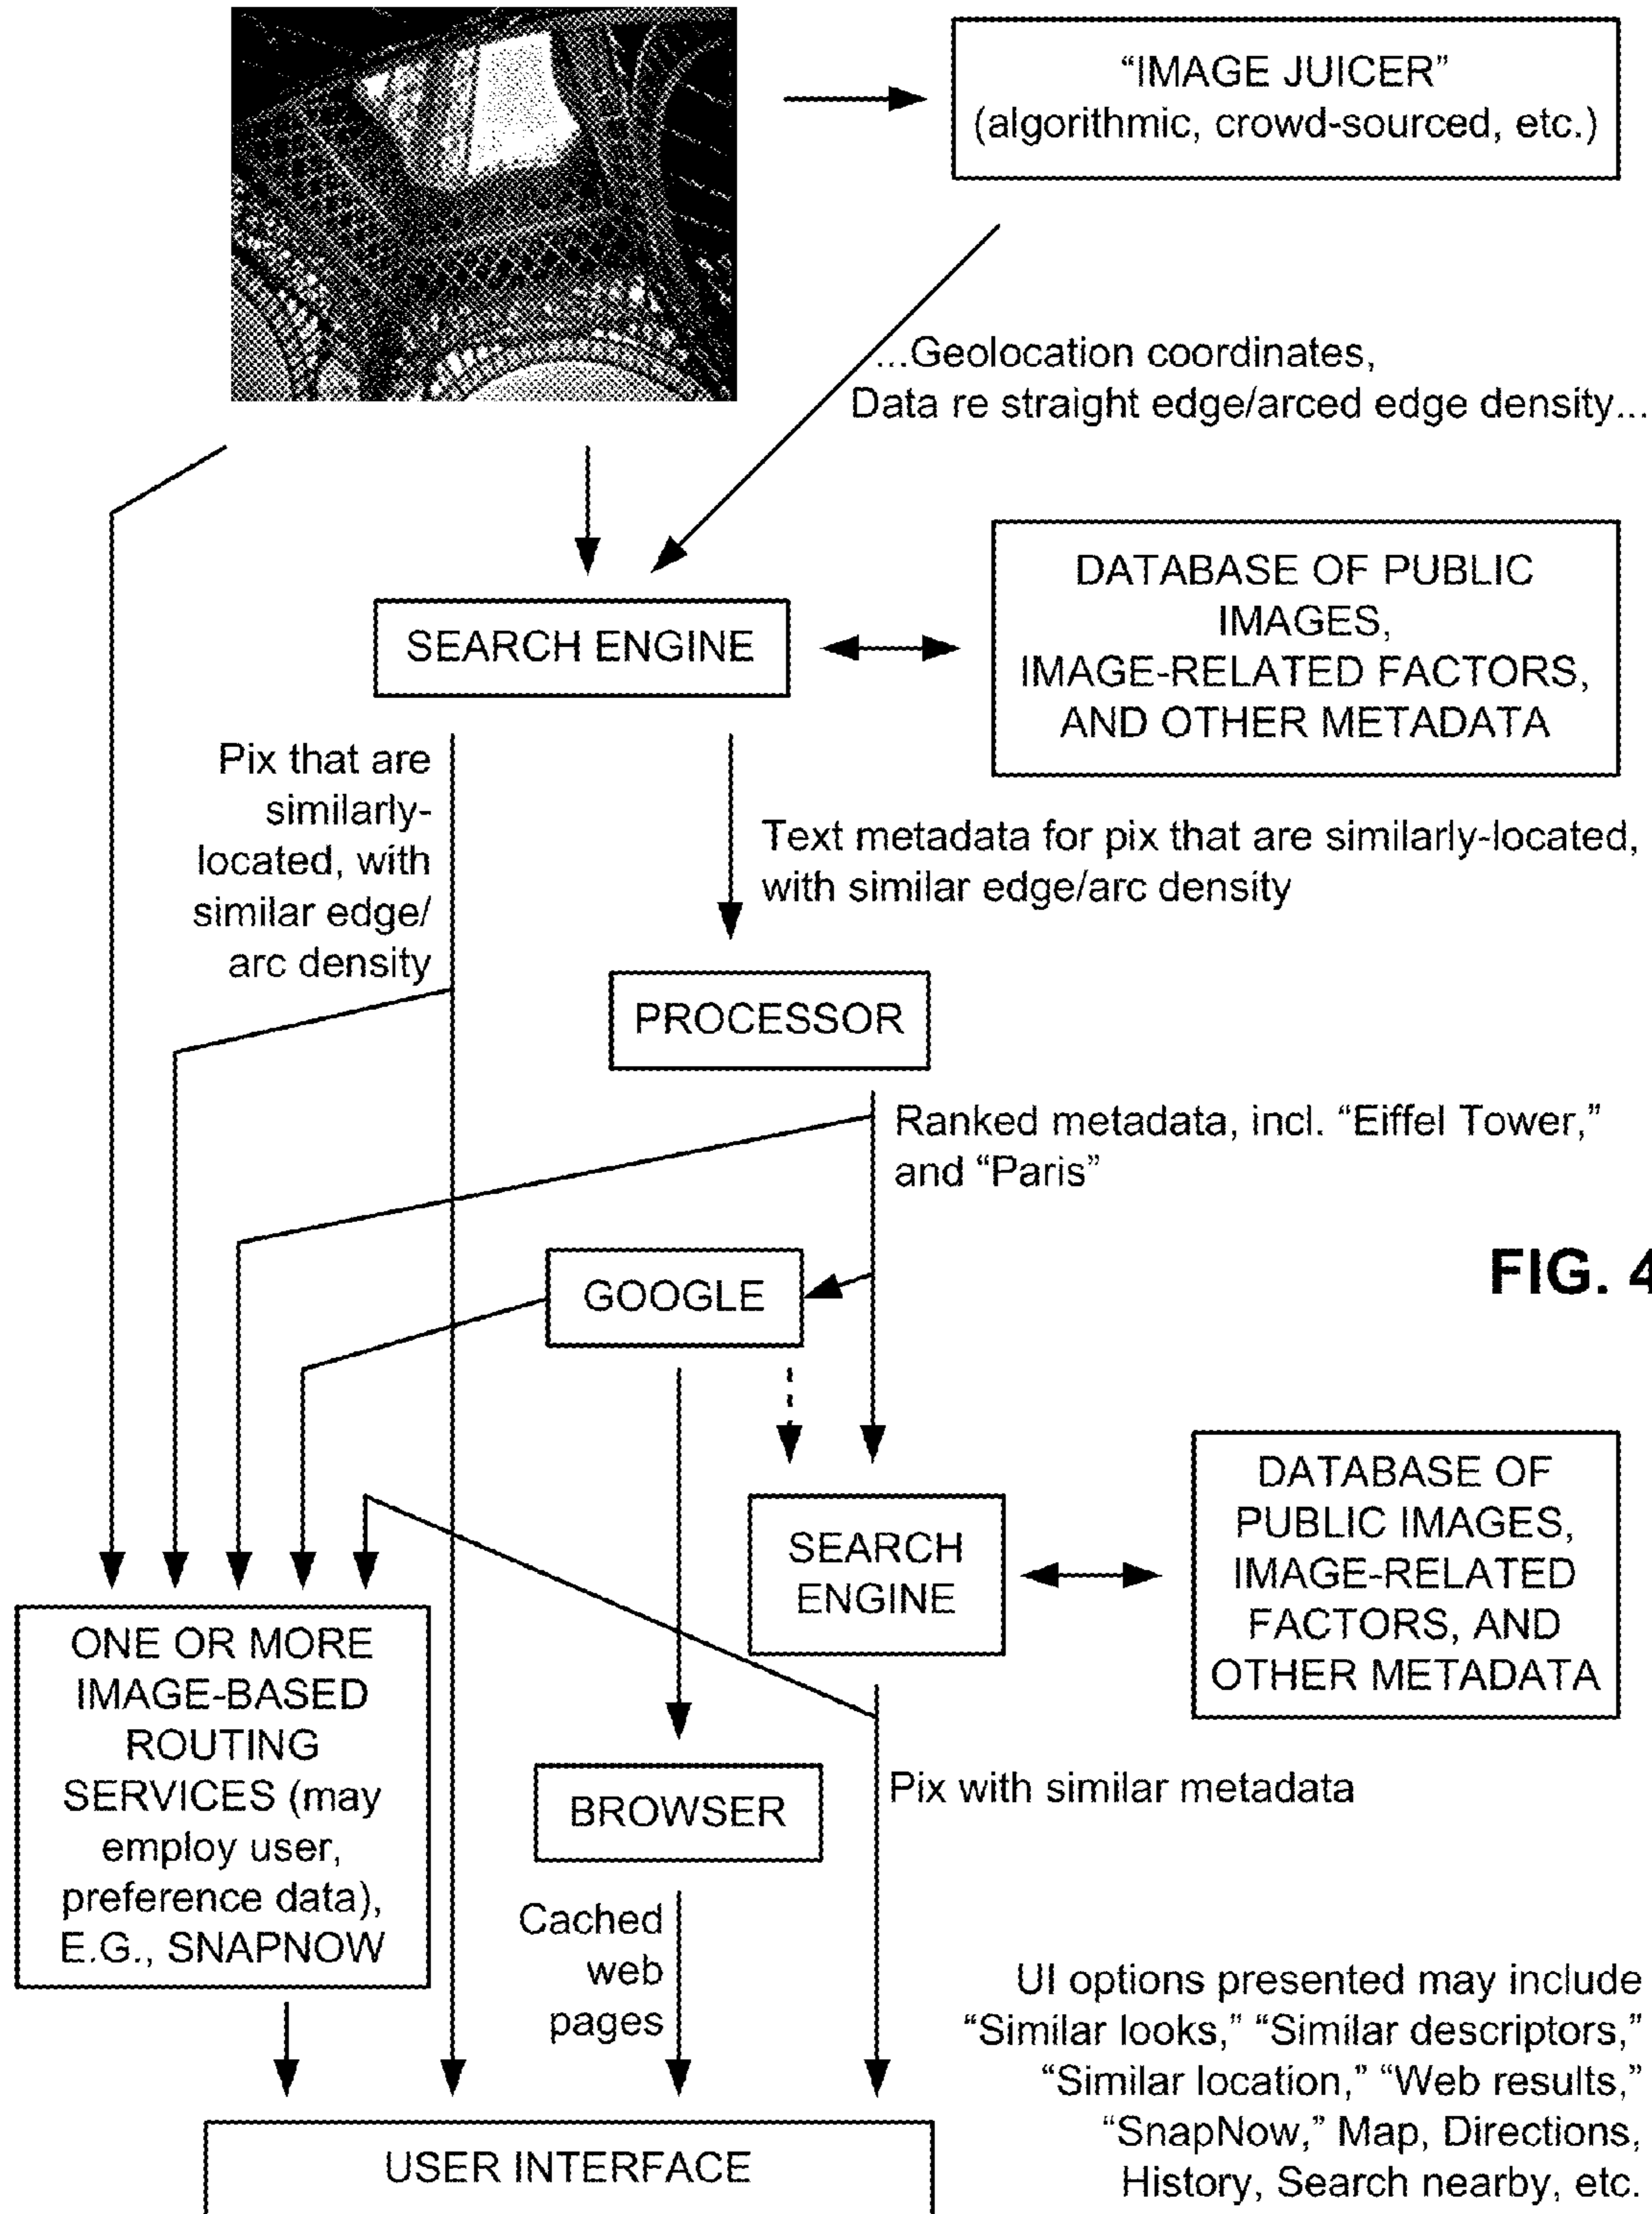 “IMAGE JUICER”
(algorithmic, crowd-sourced, etc.)
...Geolocation coordinates,
Data re straight edge/arced edge density...
SEARCH ENGINE
DATABASE OF PUBLIC
IMAGES,
IMAGE-RELATED FACTORS,
AND OTHER METADATA
Pix that are
similarly-
located, with
similar edge/
arc density
Text metadata for pix that are similarly-located,
with similar edge/arc density
PROCESSOR
Ranked metadata, incl. “Eiffel Tower,”
and “Paris”
GOOGLE
FIG. 4
SEARCH
ENGINE
DATABASE OF
PUBLIC IMAGES,
IMAGE-RELATED
FACTORS, AND
OTHER METADATA
ONE OR MORE
IMAGE-BASED
ROUTING
SERVICES (may
employ user,
preference data),
E.G., SNAPNOW
BROWSER
Pix with similar metadata
Cached
web
pages
UI options presented may include
“Similar looks,” “Similar descriptors,”
“Similar location,” “Web results,”
“SnapNow,” Map, Directions,
History, Search nearby, etc.
USER INTERFACE